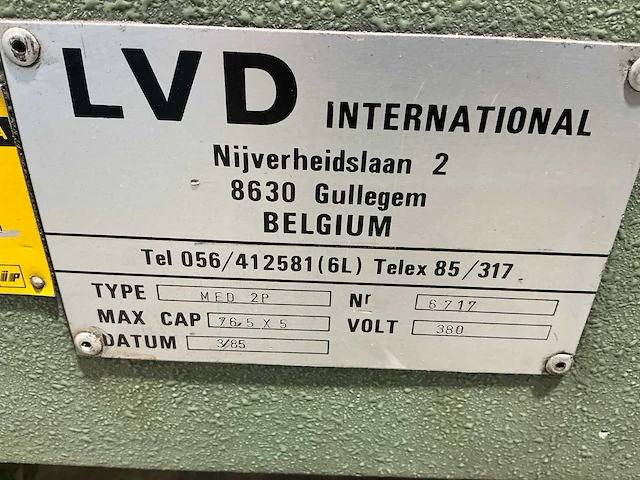 LVD INTERNATIONAL
Nijverheidslaan 2
8630 Gullegem
BELGIUM
Tel 056/412581(6L) Telex 85/317
TYPE MED 2P Nr 6717
MAX CAP 76,5 X 5 VOLT 380
DATUM 3/85
A